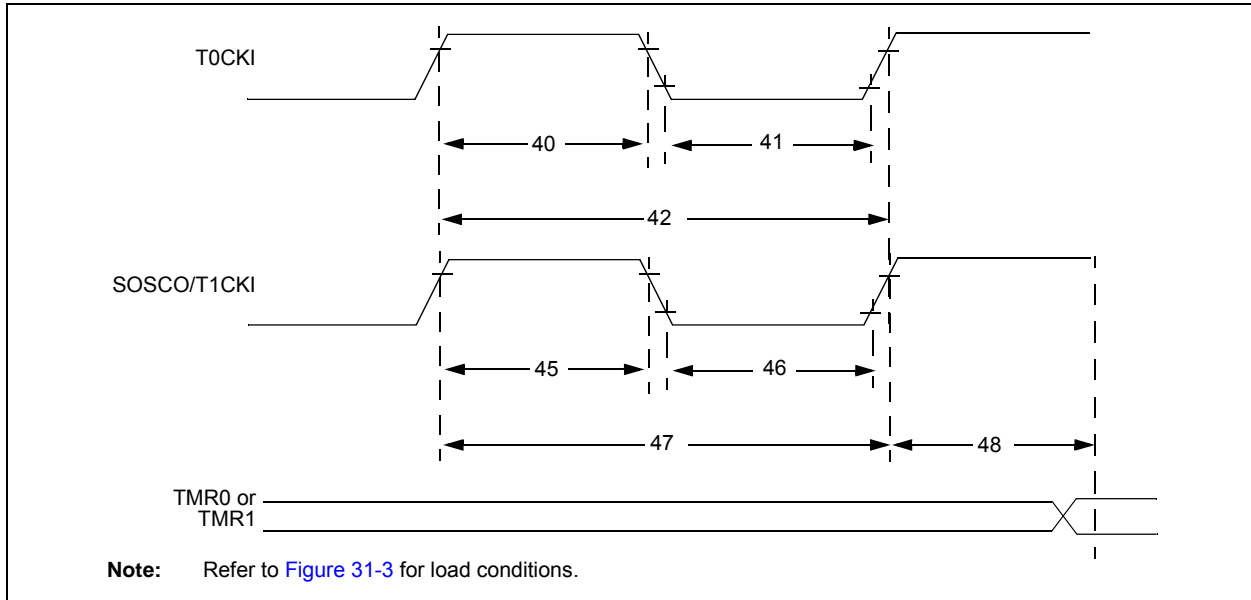 T0CKI
40
41
42
SOSCO/T1CKI
45
46
47
48
TMR0 or
TMR1
Note: Refer to Figure 31-3 for load conditions.